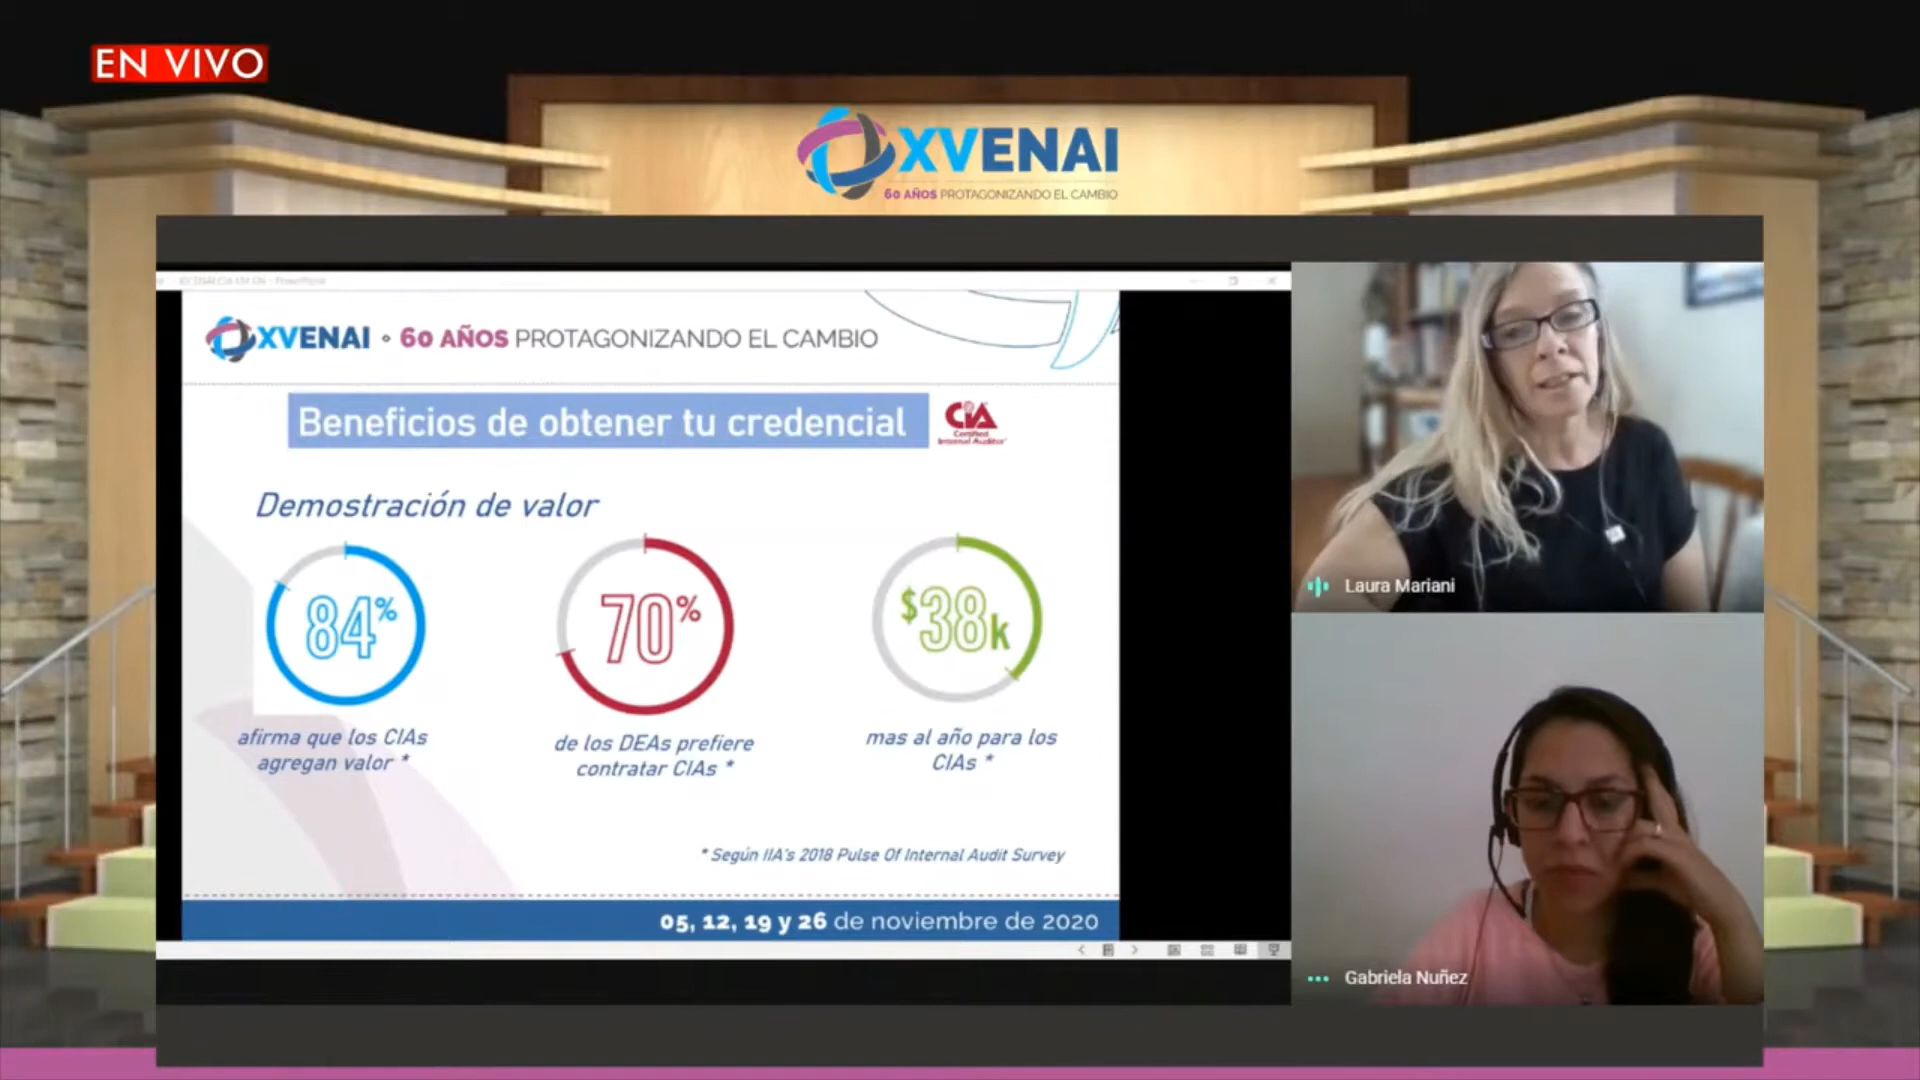 EN VIVO
XVENAI
60 AÑOS PROTAGONIZANDO EL CAMBIO
XVENAI • 60 AÑOS PROTAGONIZANDO EL CAMBIO
Beneficios de obtener tu credencial
CIA
Certified
Internal Auditor
Demostración de valor
84%
afirma que los CIAs
agregan valor *
70%
de los DEAs prefiere
contratar CIAs *
$38k
mas al año para los
CIAs *
* Según IIA's 2018 Pulse Of Internal Audit Survey
05, 12, 19 y 26 de noviembre de 2020
Laura Mariani
Gabriela Nuñez